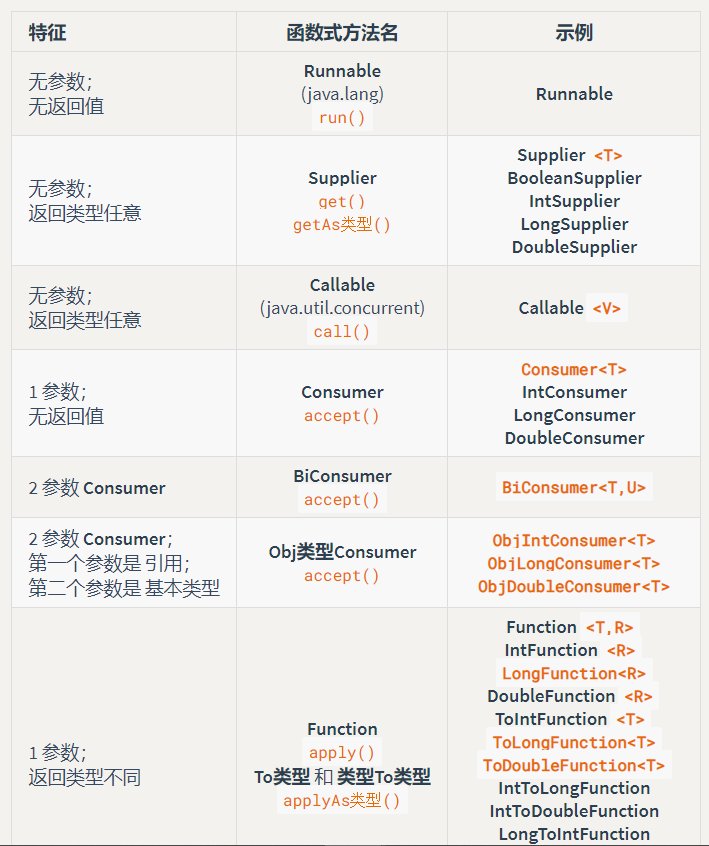 特征
函数式方法名
示例
无参数；
无返回值
Runnable
(java.lang)
run()
Runnable
无参数；
返回类型任意
Supplier
get()
getAs类型()
Supplier <T>
BooleanSupplier
IntSupplier
LongSupplier
DoubleSupplier
无参数；
返回类型任意
Callable
(java.util.concurrent)
call()
Callable <V>
1 参数；
无返回值
Consumer
accept()
Consumer<T>
IntConsumer
LongConsumer
DoubleConsumer
2 参数 Consumer
BiConsumer
accept()
BiConsumer<T,U>
2 参数 Consumer；
第一个参数是 引用；
第二个参数是 基本类型
Obj类型Consumer
accept()
ObjIntConsumer<T>
ObjLongConsumer<T>
ObjDoubleConsumer<T>
1 参数；
返回类型不同
Function
apply()
To类型 和 类型To类型
applyAs类型()
Function <T,R>
IntFunction <R>
LongFunction<R>
DoubleFunction <R>
ToIntFunction <T>
ToLongFunction<T>
ToDoubleFunction<T>
IntToLongFunction
IntToDoubleFunction
LongToIntFunction